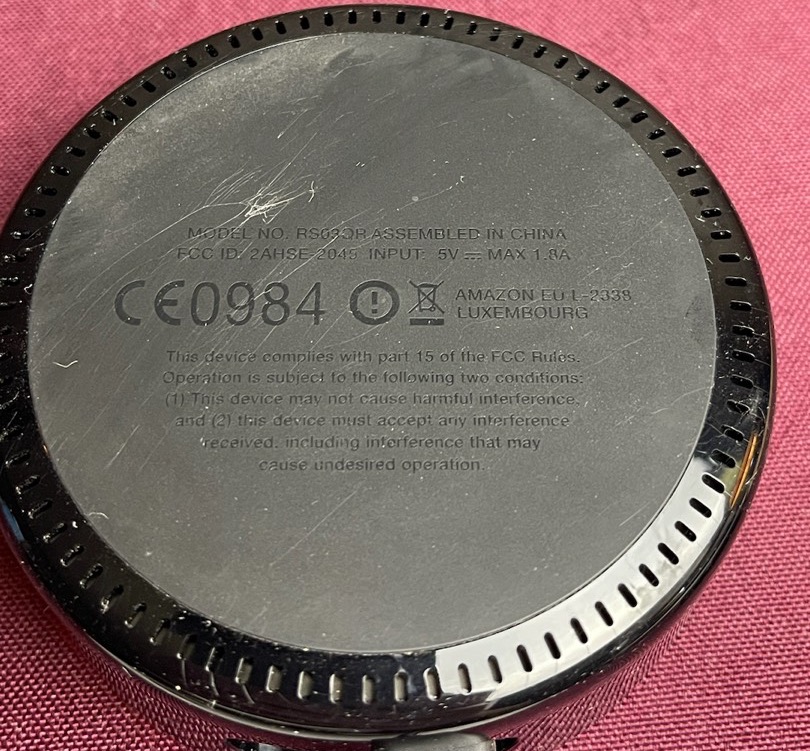 MODEL NO. RS03QR ASSEMBLED IN CHINA
FCC ID: 2AHSE-2045 INPUT: 5V MAX 1.8A
CE0984
AMAZON EU L-2338
LUXEMBOURG
This device complies with part 15 of the FCC Rules.
Operation is subject to the following two conditions:
(1) This device may not cause harmful interference,
and (2) this device must accept any interference
received, including interference that may
cause undesired operation.